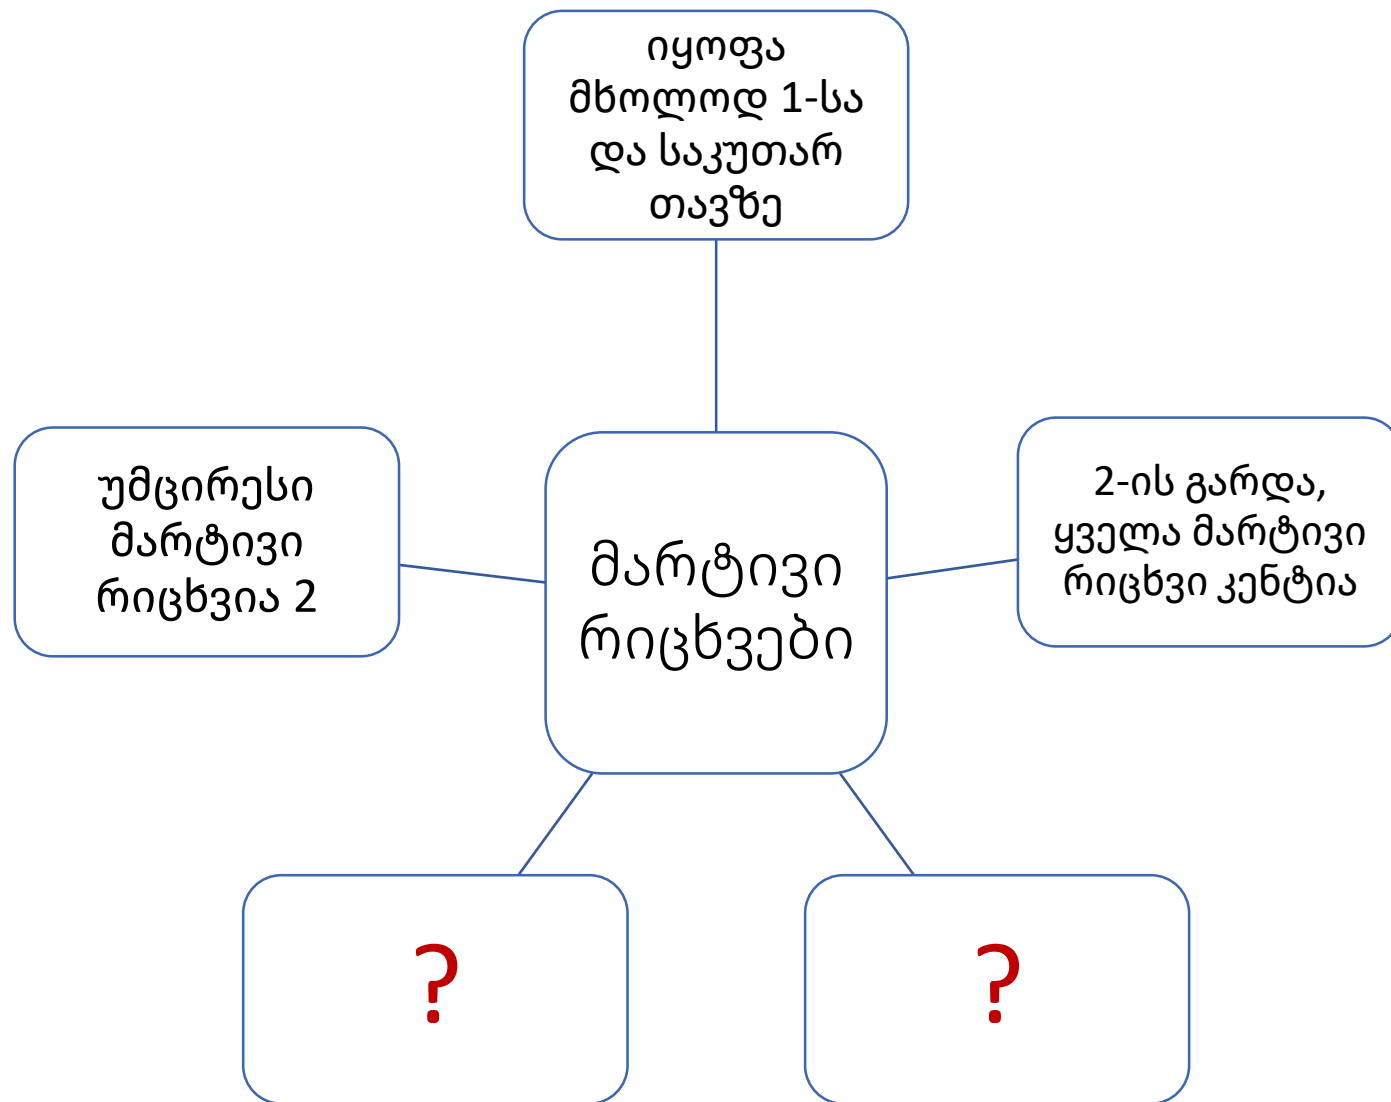 იყოფა
მხოლოდ 1-სა
და საკუთარ
თავზე
უმცირესი
მარტივი
რიცხვია 2
მარტივი
რიცხვები
2-ის გარდა,
ყველა მარტივი
რიცხვი კენტია
?
?